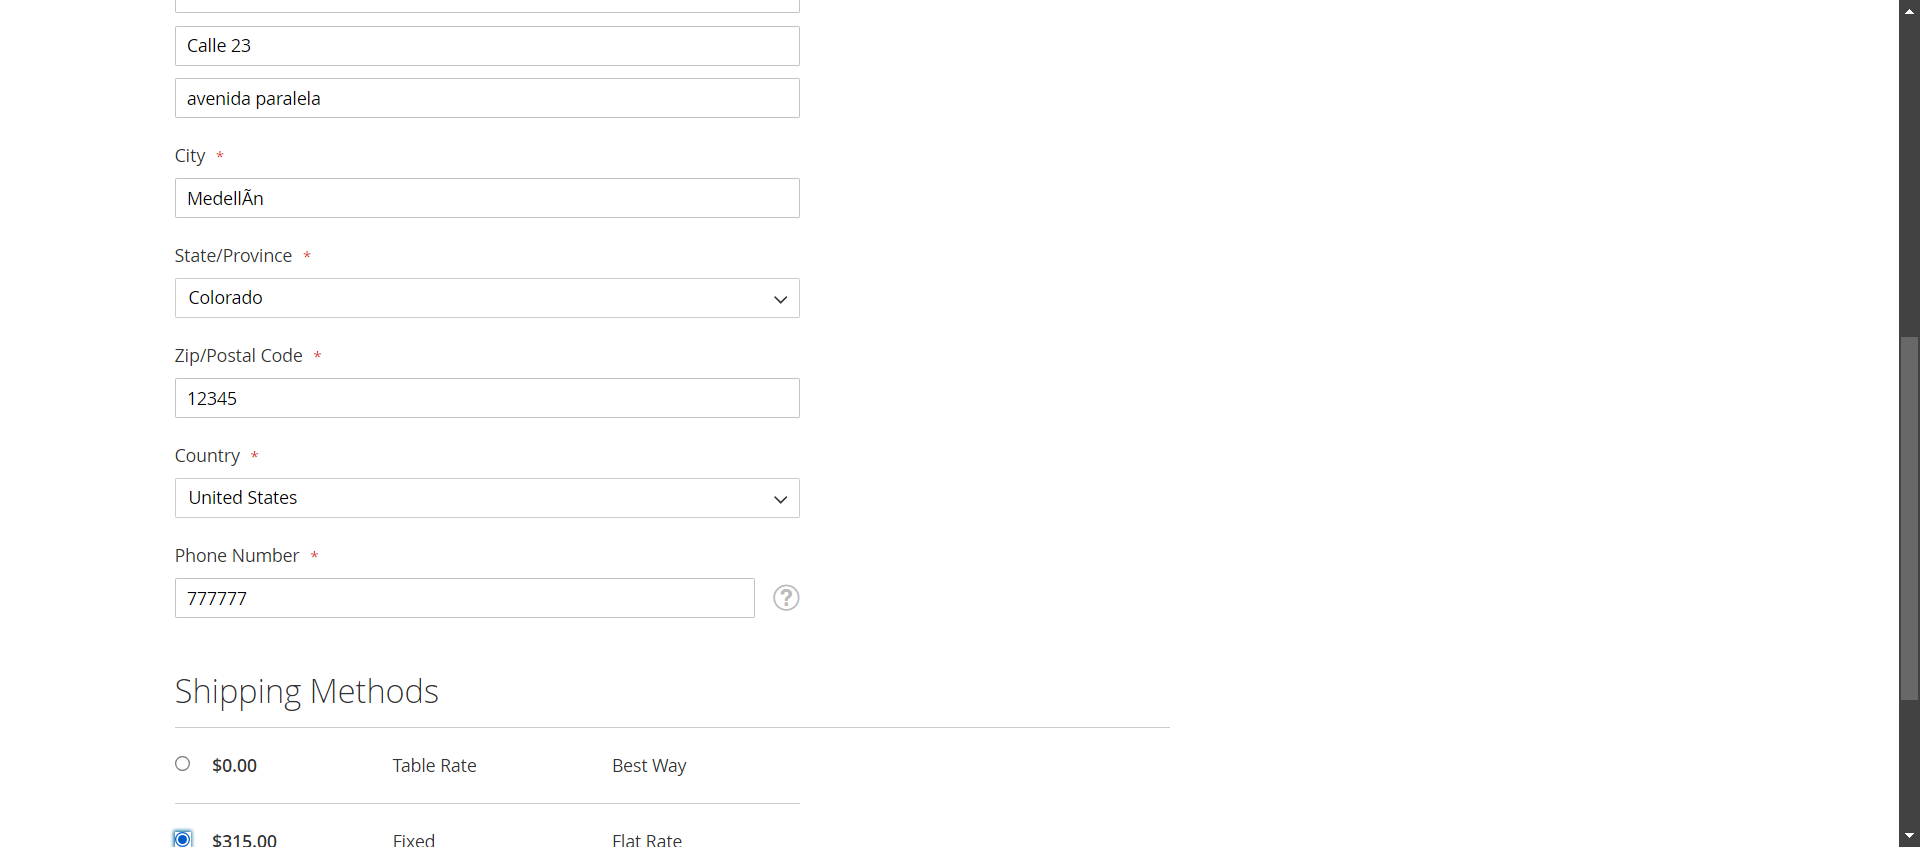 Calle 23
avenida paralela
City *
MedellÃn
State/Province *
Colorado
Zip/Postal Code *
12345
Country *
United States
Phone Number *
777777
?
Shipping Methods
$0.00 Table Rate Best Way
$315.00 Fixed Flat Rate